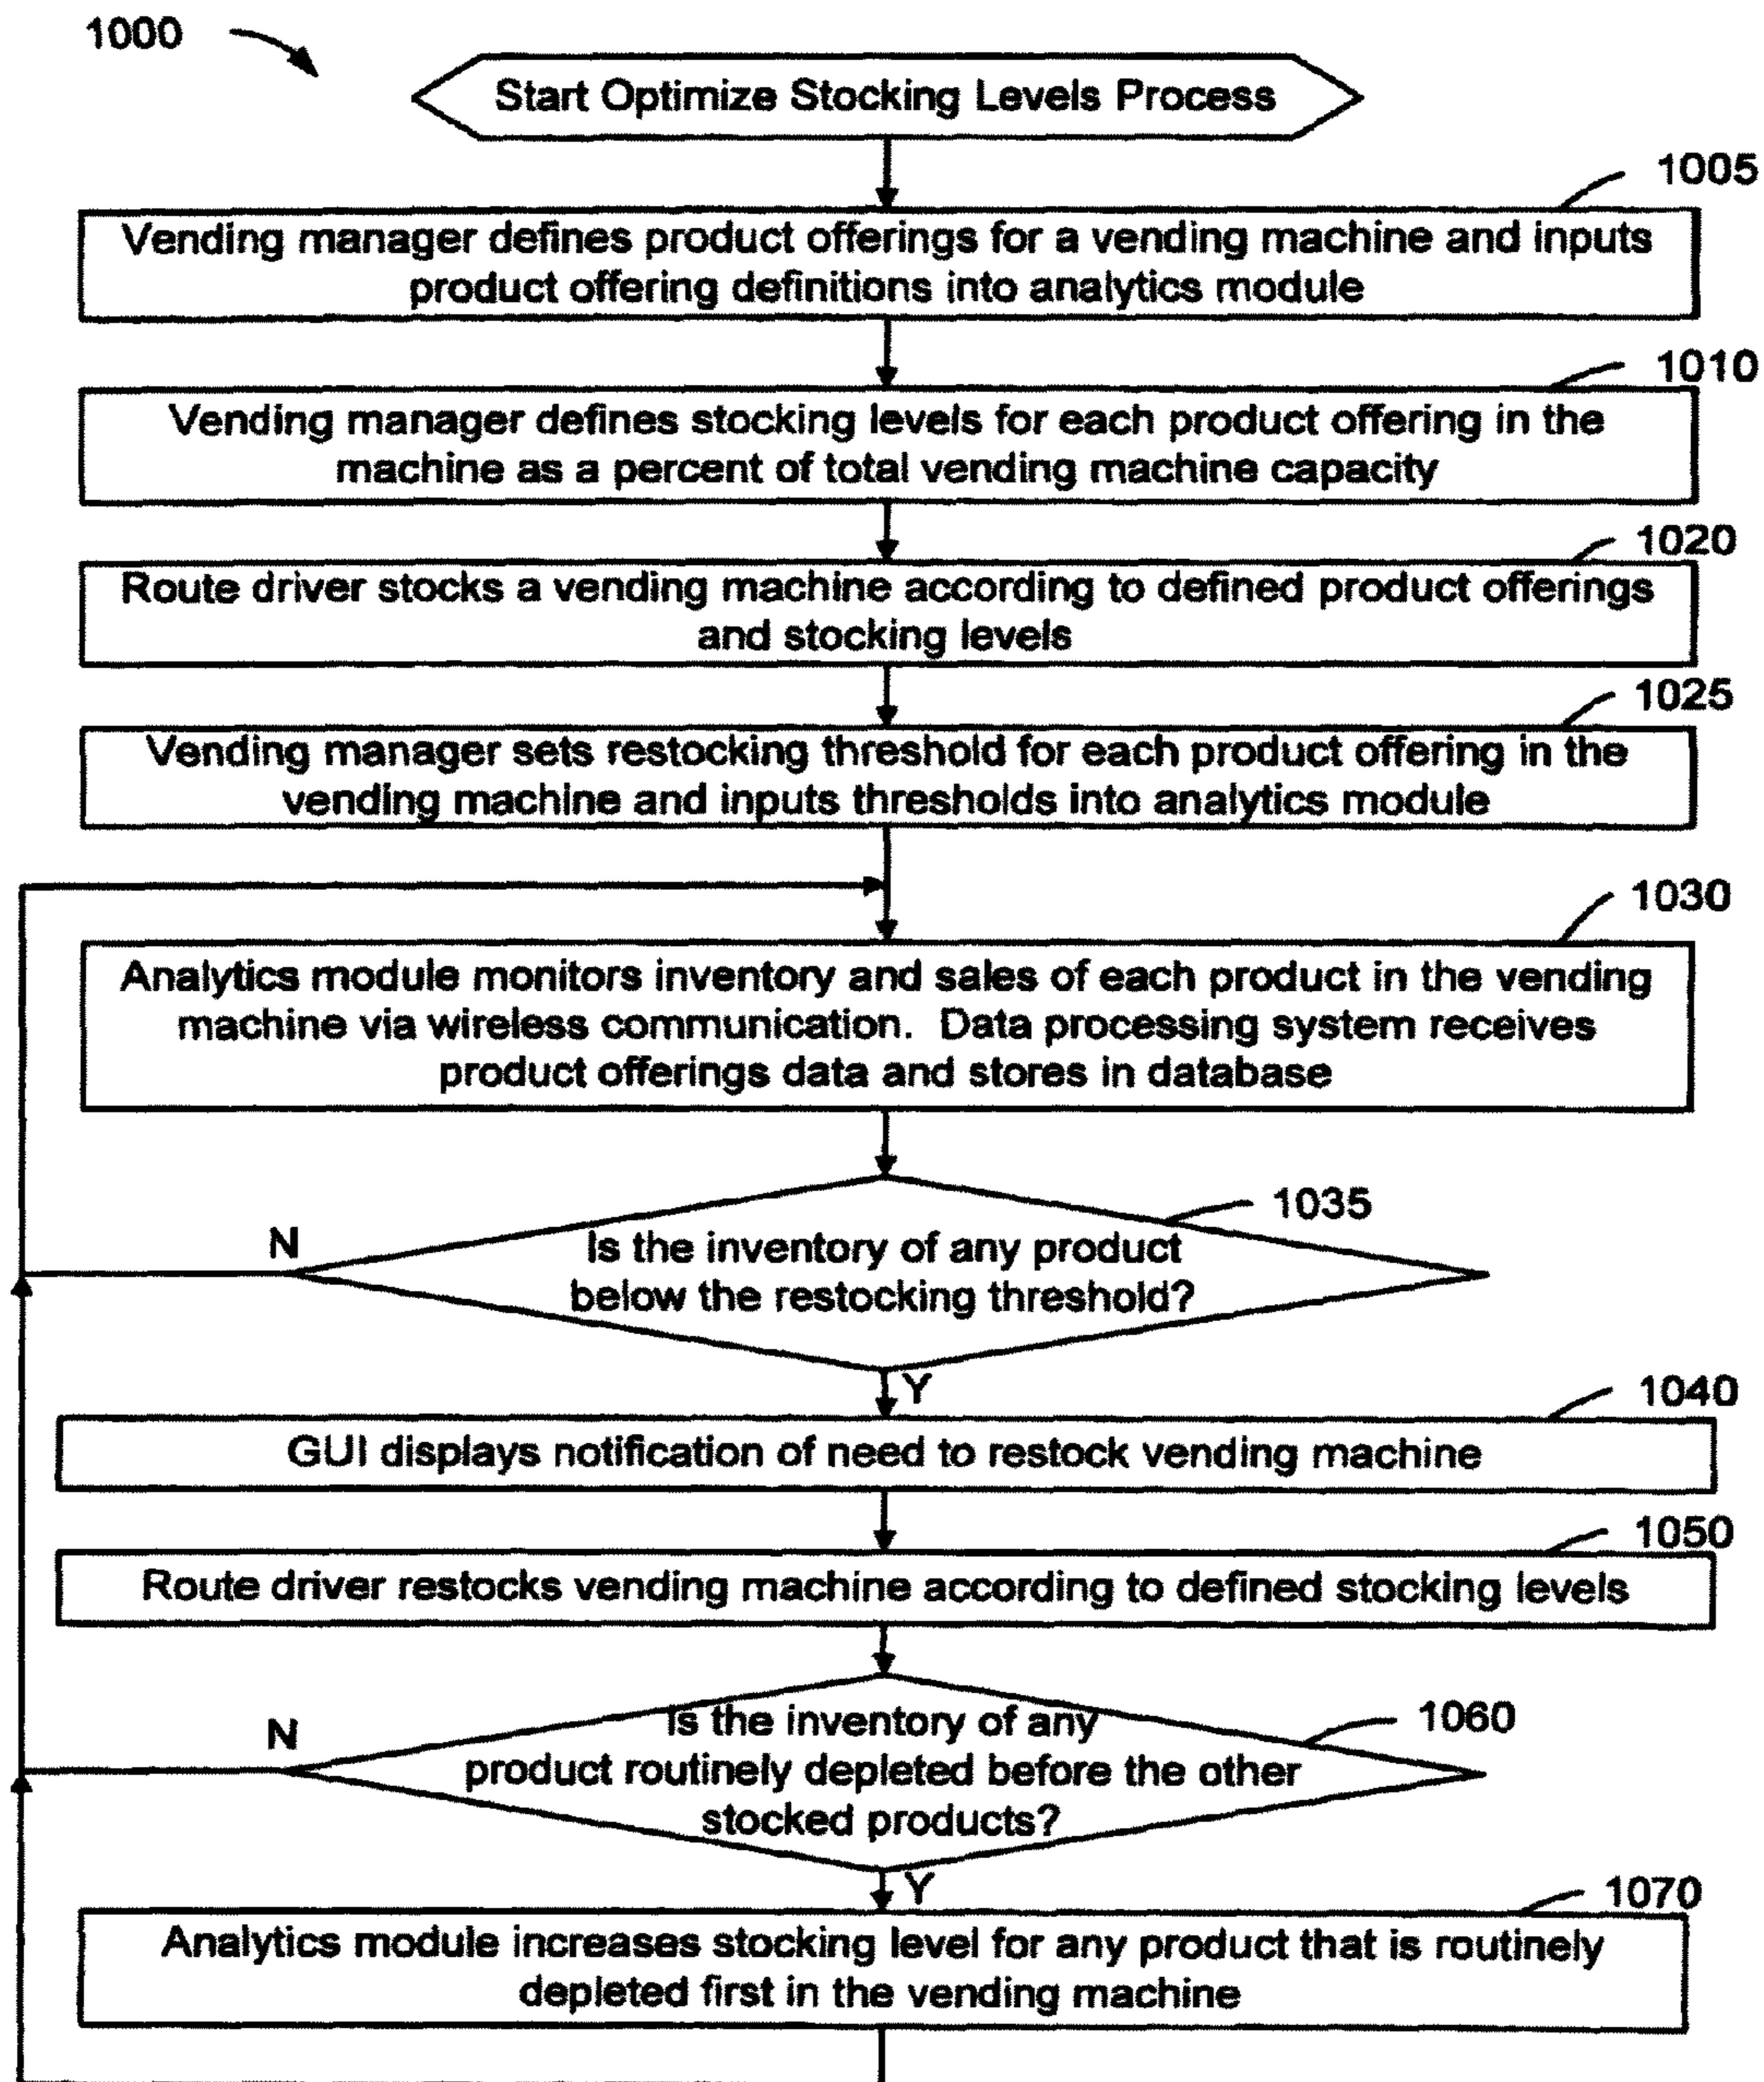 1000
Start Optimize Stocking Levels Process
1005
Vending manager defines product offerings for a vending machine and inputs
product offering definitions into analytics module
1010
Vending manager defines stocking levels for each product offering in the
machine as a percent of total vending machine capacity
1020
Route driver stocks a vending machine according to defined product offerings
and stocking levels
1025
Vending manager sets restocking threshold for each product offering in the
vending machine and inputs thresholds into analytics module
1030
Analytics module monitors inventory and sales of each product in the vending
machine via wireless communication. Data processing system receives
product offerings data and stores in database
1035
N
Is the inventory of any product
below the restocking threshold?
Y
1040
GUI displays notification of need to restock vending machine
1050
Route driver restocks vending machine according to defined stocking levels
1060
N
Is the inventory of any
product routinely depleted before the other
stocked products?
Y
1070
Analytics module increases stocking level for any product that is routinely
depleted first in the vending machine